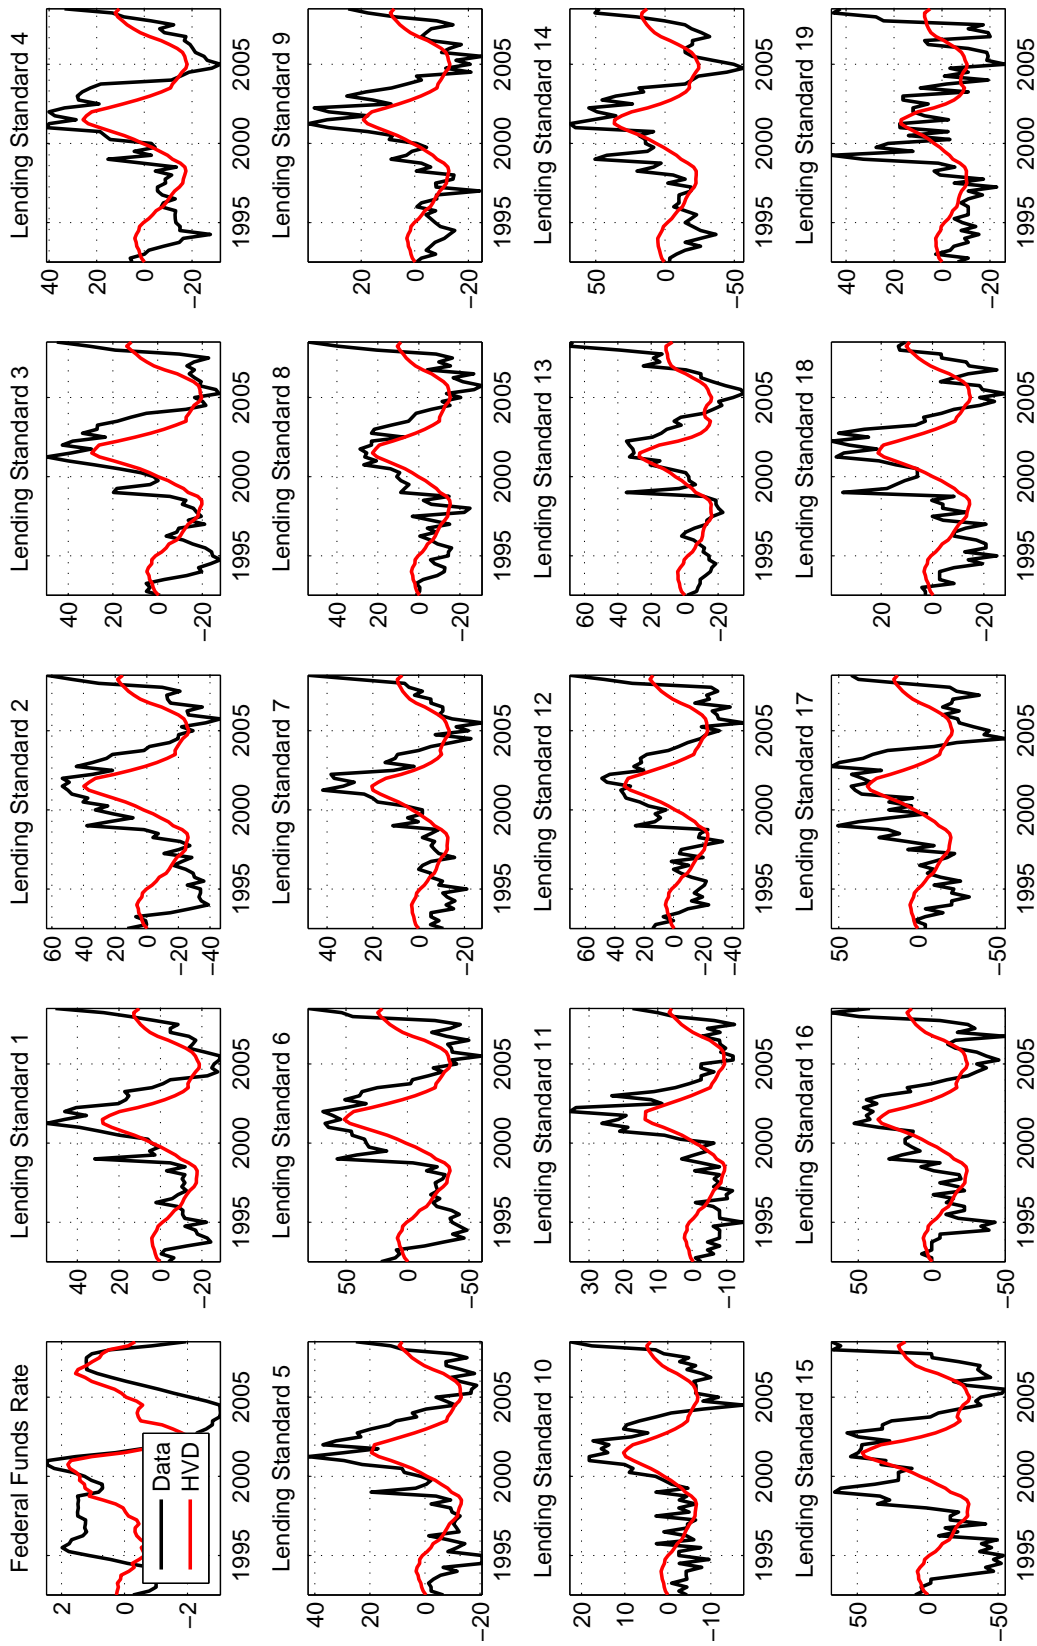 Federal Funds Rate
2
0
−2
Data
HVD
1995 2000 2005
Lending Standard 1
40
20
0
−20
1995 2000 2005
Lending Standard 2
60
40
20
0
−20
−40
1995 2000 2005
Lending Standard 3
40
20
0
−20
1995 2000 2005
Lending Standard 4
40
20
0
−20
1995 2000 2005
Lending Standard 5
40
20
0
−20
1995 2000 2005
Lending Standard 6
50
0
−50
1995 2000 2005
Lending Standard 7
40
20
0
−20
1995 2000 2005
Lending Standard 8
40
20
0
−20
1995 2000 2005
Lending Standard 9
20
0
−20
1995 2000 2005
Lending Standard 10
20
10
0
−10
1995 2000 2005
Lending Standard 11
30
20
10
0
−10
1995 2000 2005
Lending Standard 12
40
20
0
−20
−40
1995 2000 2005
Lending Standard 13
60
40
20
0
−20
1995 2000 2005
Lending Standard 14
50
0
−50
1995 2000 2005
Lending Standard 15
50
0
−50
1995 2000 2005
Lending Standard 16
50
0
−50
1995 2000 2005
Lending Standard 17
50
0
−50
1995 2000 2005
Lending Standard 18
20
0
−20
1995 2000 2005
Lending Standard 19
40
20
0
−20
1995 2000 2005